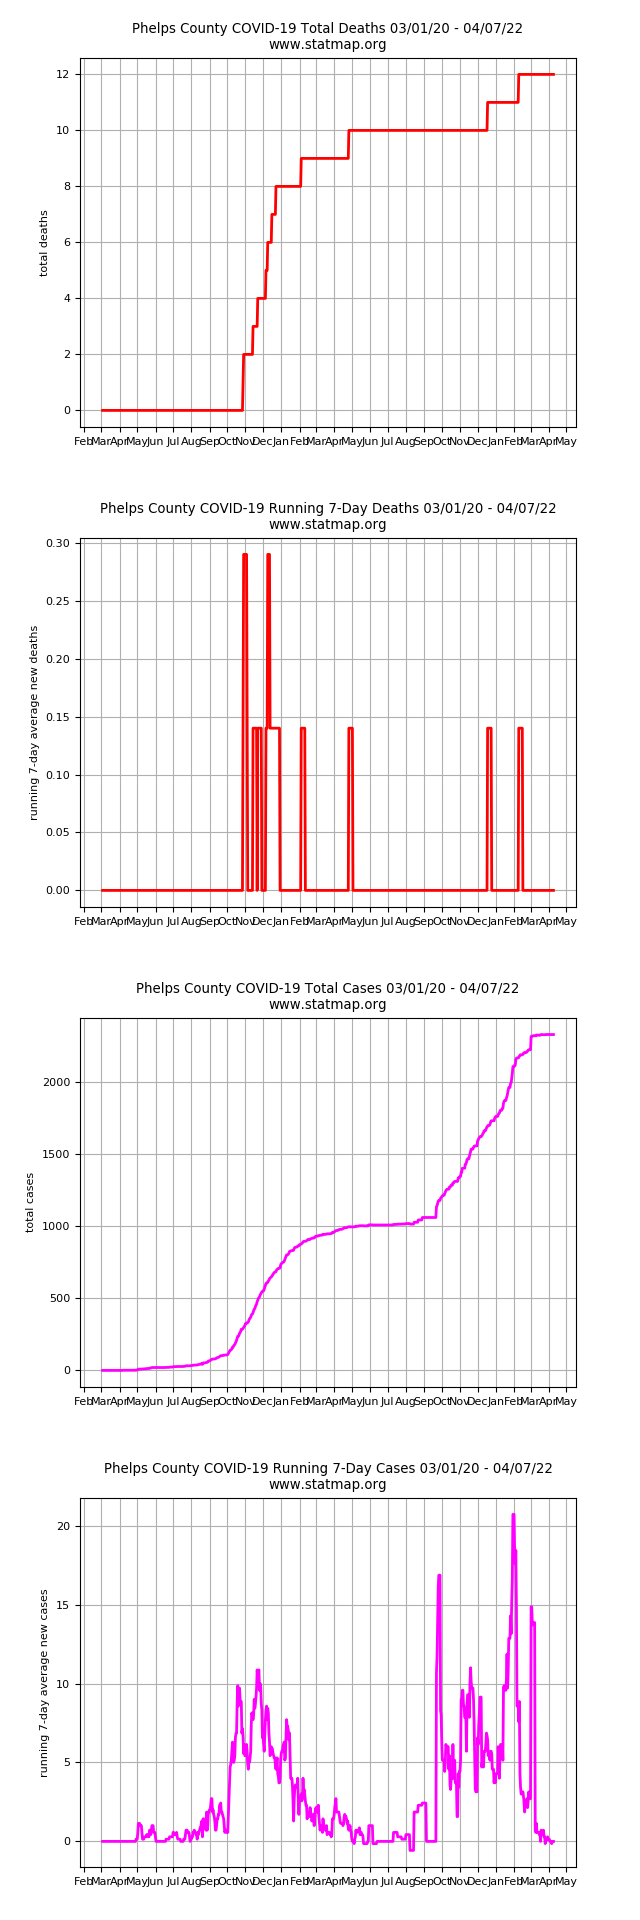 Phelps County COVID-19 Total Deaths 03/01/20 - 04/07/22
www.statmap.org
12
10
8
6
4
2
0
total deaths
Feb Mar Apr May Jun Jul Aug Sep Oct Nov Dec Jan Feb Mar Apr May Jun Jul Aug Sep Oct Nov Dec Jan Feb Mar Apr May
Phelps County COVID-19 Running 7-Day Deaths 03/01/20 - 04/07/22
www.statmap.org
0.30
0.25
0.20
0.15
0.10
0.05
0.00
running 7-day average new deaths
Feb Mar Apr May Jun Jul Aug Sep Oct Nov Dec Jan Feb Mar Apr May Jun Jul Aug Sep Oct Nov Dec Jan Feb Mar Apr May
Phelps County COVID-19 Total Cases 03/01/20 - 04/07/22
www.statmap.org
2000
1500
1000
500
0
total cases
Feb Mar Apr May Jun Jul Aug Sep Oct Nov Dec Jan Feb Mar Apr May Jun Jul Aug Sep Oct Nov Dec Jan Feb Mar Apr May
Phelps County COVID-19 Running 7-Day Cases 03/01/20 - 04/07/22
www.statmap.org
20
15
10
5
0
running 7-day average new cases
Feb Mar Apr May Jun Jul Aug Sep Oct Nov Dec Jan Feb Mar Apr May Jun Jul Aug Sep Oct Nov Dec Jan Feb Mar Apr May